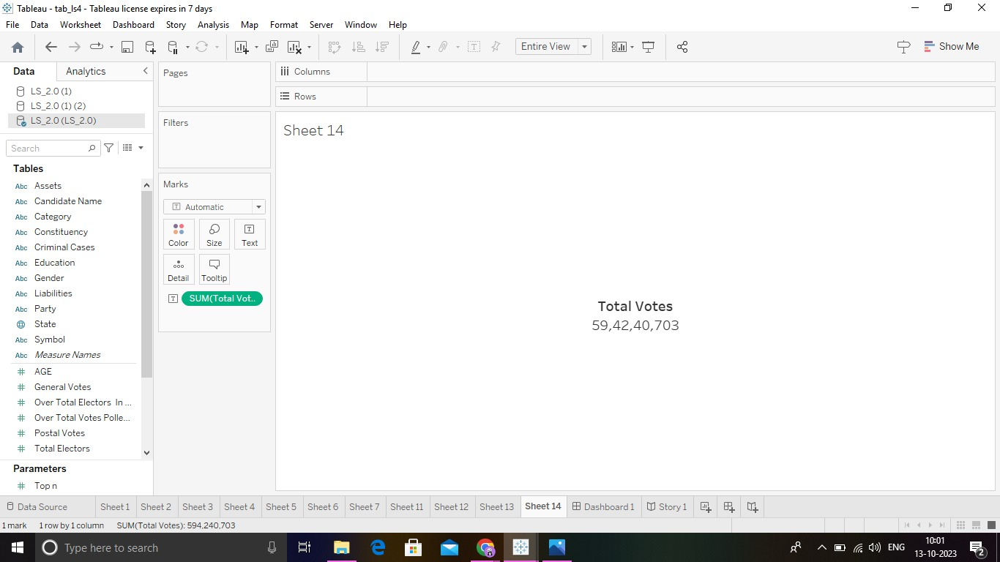 Tableau - tab_ls4 - Tableau license expires in 7 days
File Data Worksheet Dashboard Story Analysis Map Format Server Window Help
Entire View
Show Me
Data Analytics
LS_2.0 (1)
LS_2.0 (1) (2)
LS_2.0 (LS_2.0)
Search
Tables
Abc Assets
Abc Candidate Name
Abc Category
Abc Constituency
Abc Criminal Cases
Abc Education
Abc Gender
Abc Liabilities
Abc Party
State
Abc Symbol
Abc Measure Names
# AGE
# General Votes
# Over Total Electors In ...
# Over Total Votes Polle...
# Postal Votes
# Total Electors
Parameters
# Top n
Pages
Filters
Marks
T Automatic
Color Size T Text
Detail Tooltip
T SUM(Total Vot..
Columns
Rows
Sheet 14
Total Votes
59,42,40,703
Data Source Sheet 1 Sheet 2 Sheet 3 Sheet 4 Sheet 5 Sheet 6 Sheet 7 Sheet 11 Sheet 12 Sheet 13 Sheet 14 Dashboard 1 Story 1
1 mark 1 row by 1 column SUM(Total Votes): 594,240,703
Type here to search
ENG
10:01
13-10-2023
2